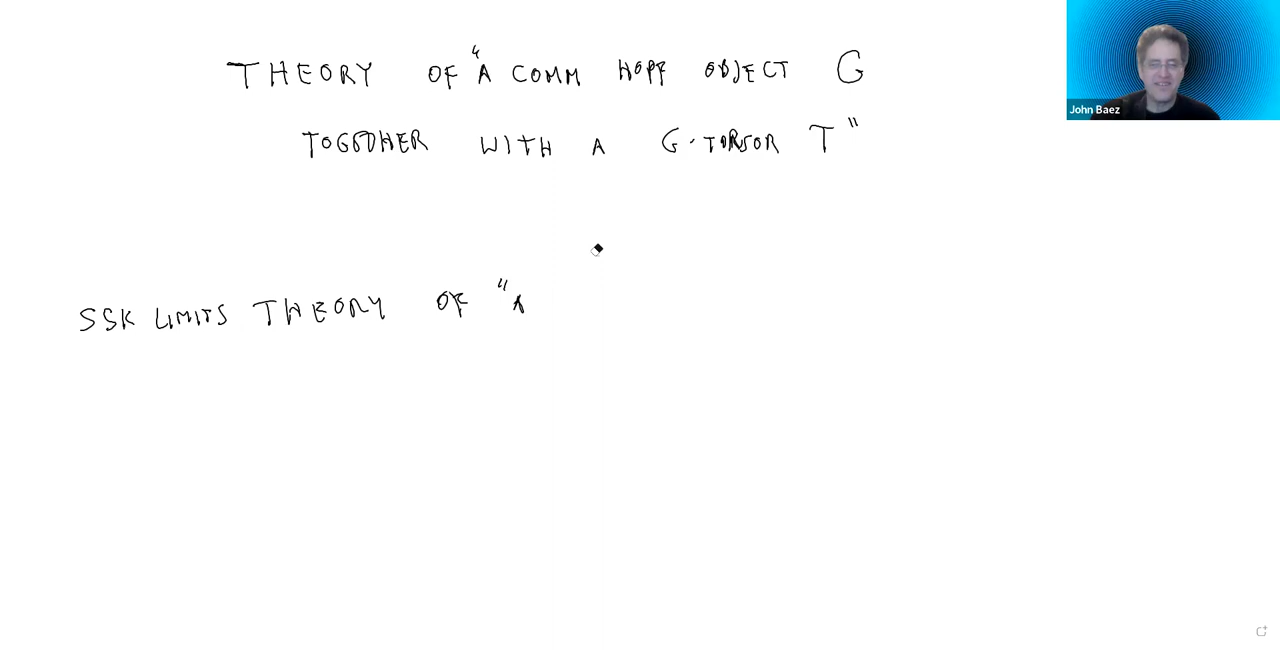 THEORY OF "A COMM HOPF OBJECT G
TOGETHER WITH A G-TORSOR T"
SSK LIMITS THEORY OF "A
John Baez